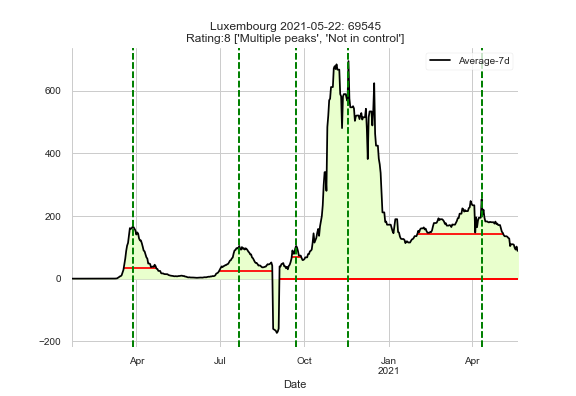 Luxembourg 2021-05-22: 69545
Rating:8 ['Multiple peaks', 'Not in control']
Average-7d
600
400
200
0
−200
Apr
Jul
Oct
Jan
2021
Apr
Date